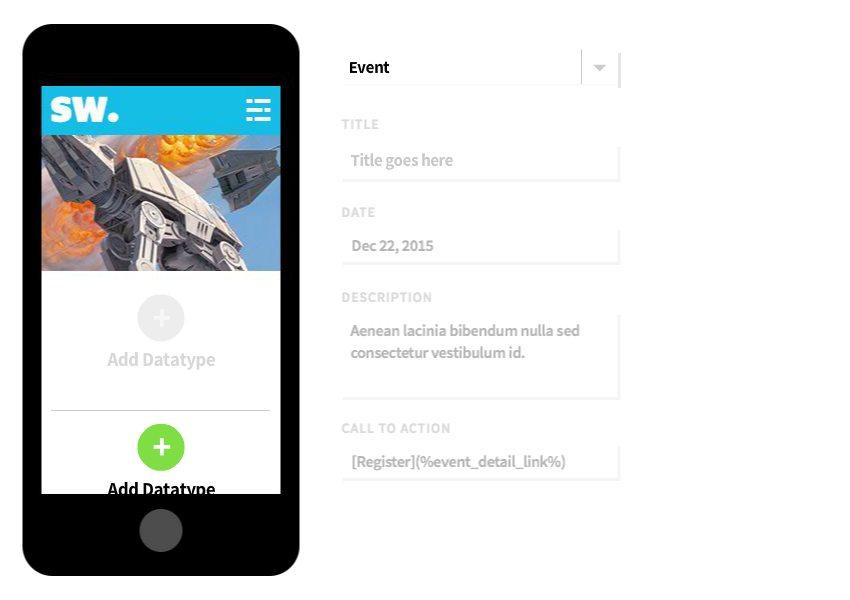 SW.
Add Datatype
Add Datatype
Event
TITLE
Title goes here
DATE
Dec 22, 2015
DESCRIPTION
Aenean lacinia bibendum nulla sed
consectetur vestibulum id.
CALL TO ACTION
[Register](%event_detail_link%)